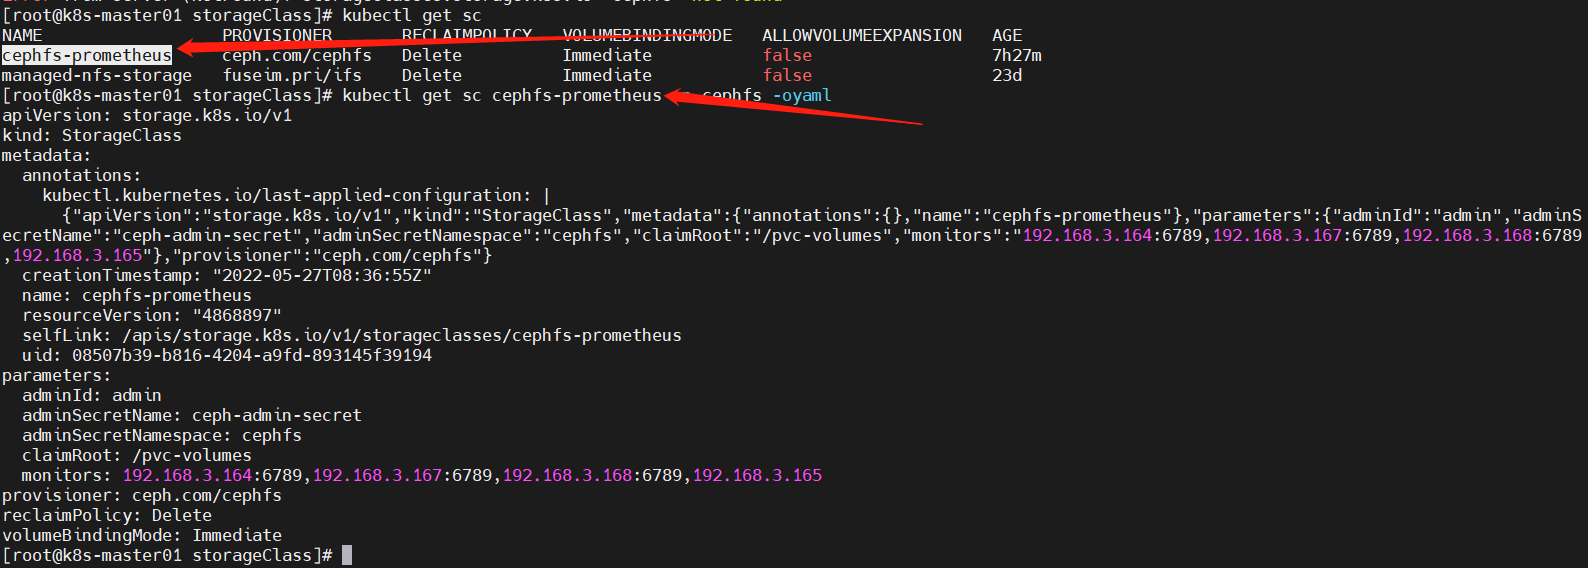 [root@k8s-master01 storageClass]# kubectl get sc
NAME PROVISIONER RECLAIMPOLICY VOLUMEBINDINGMODE ALLOWVOLUMEEXPANSION AGE
cephfs-prometheus ceph.com/cephfs Delete Immediate false 7h27m
managed-nfs-storage fuseim.pri/ifs Delete Immediate false 23d
[root@k8s-master01 storageClass]# kubectl get sc cephfs-prometheus cephfs -oyaml
apiVersion: storage.k8s.io/v1
kind: StorageClass
metadata:
  annotations:
    kubectl.kubernetes.io/last-applied-configuration: |
      {"apiVersion":"storage.k8s.io/v1","kind":"StorageClass","metadata":{"annotations":{},"name":"cephfs-prometheus"},"parameters":{"adminId":"admin","adminS
ecretName":"ceph-admin-secret","adminSecretNamespace":"cephfs","claimRoot":"/pvc-volumes","monitors":"192.168.3.164:6789,192.168.3.167:6789,192.168.3.168:6789
,192.168.3.165"},"provisioner":"ceph.com/cephfs"}
  creationTimestamp: "2022-05-27T08:36:55Z"
  name: cephfs-prometheus
  resourceVersion: "4868897"
  selfLink: /apis/storage.k8s.io/v1/storageclasses/cephfs-prometheus
  uid: 08507b39-b816-4204-a9fd-893145f39194
parameters:
  adminId: admin
  adminSecretName: ceph-admin-secret
  adminSecretNamespace: cephfs
  claimRoot: /pvc-volumes
  monitors: 192.168.3.164:6789,192.168.3.167:6789,192.168.3.168:6789,192.168.3.165
provisioner: ceph.com/cephfs
reclaimPolicy: Delete
volumeBindingMode: Immediate
[root@k8s-master01 storageClass]#